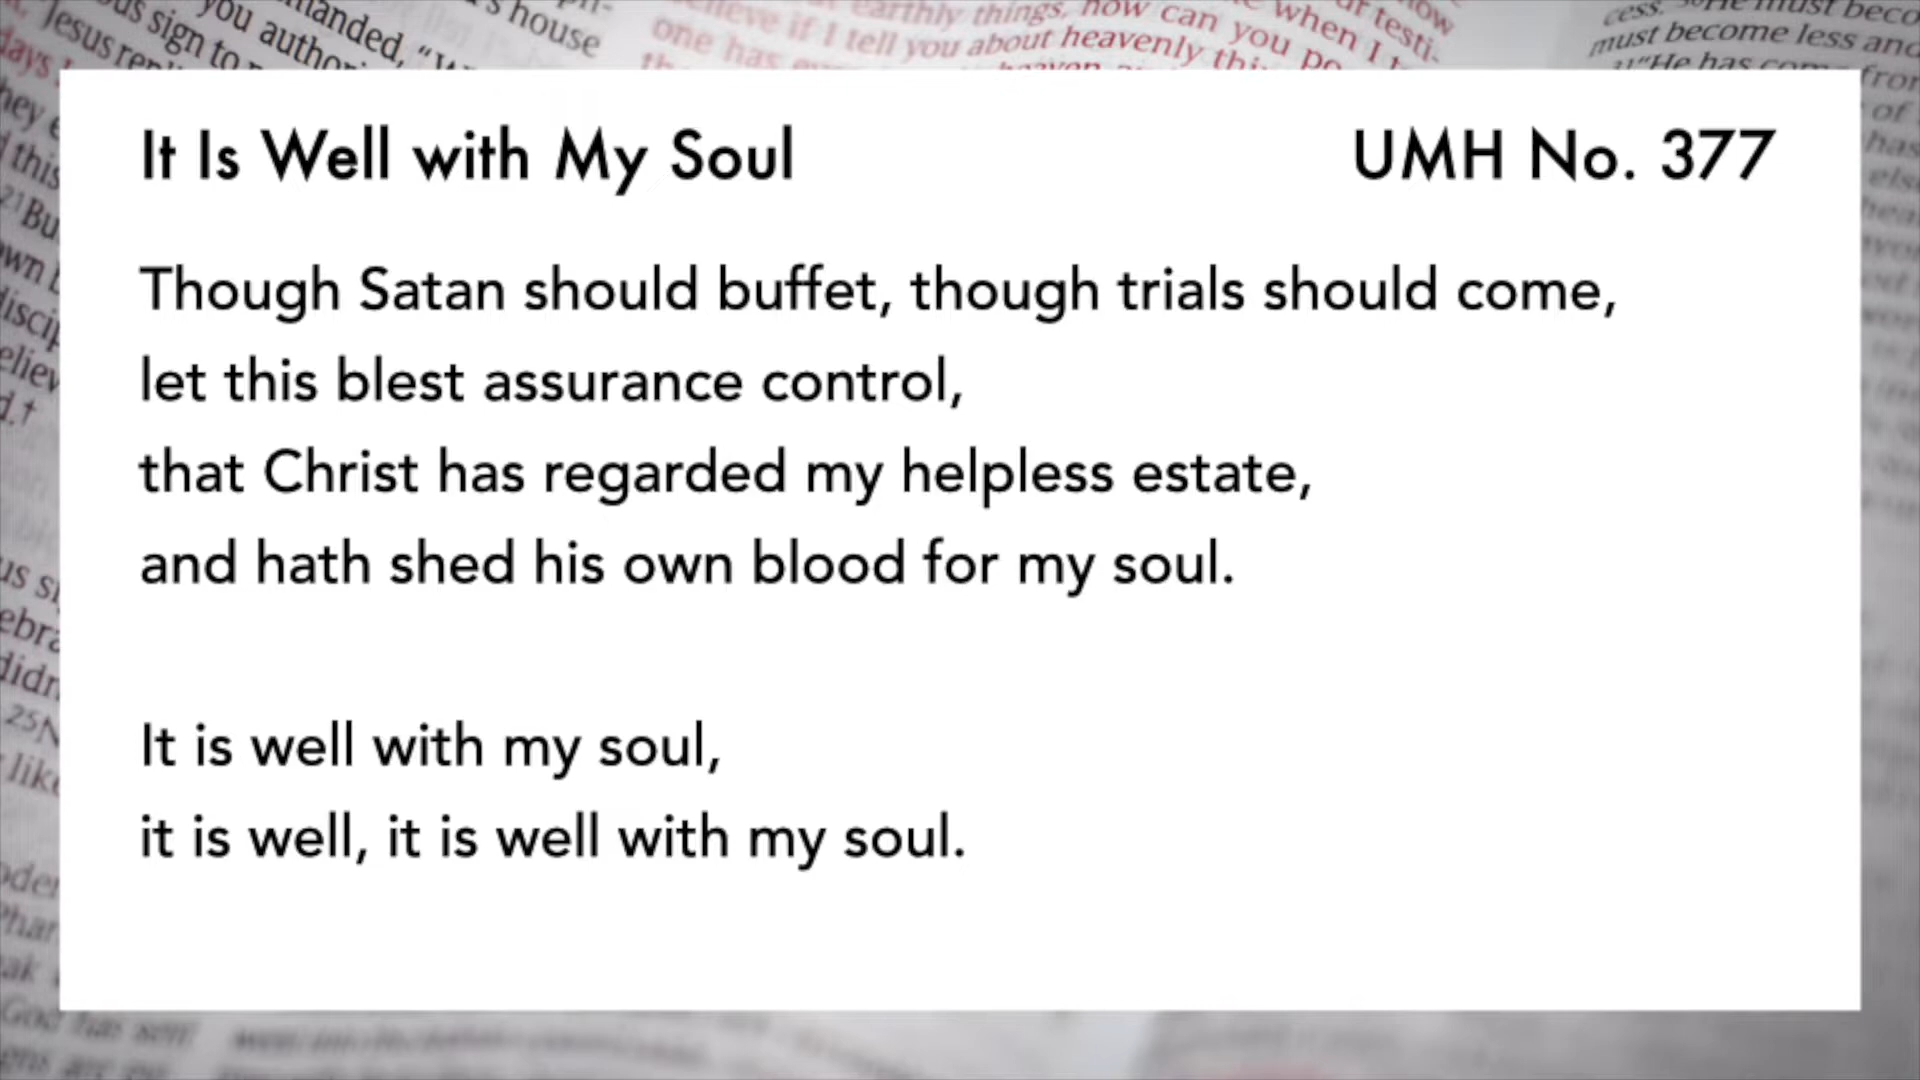 It Is Well with My Soul UMH No. 377
Though Satan should buffet, though trials should come,
let this blest assurance control,
that Christ has regarded my helpless estate,
and hath shed his own blood for my soul.
It is well with my soul,
it is well, it is well with my soul.